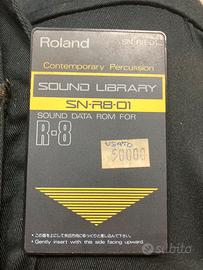 Roland
SN-R8-01
Contemporary Percussion
SOUND LIBRARY
SN-R8-01
SOUND DATA ROM FOR
R-8
USATO
50000
• Gently insert with this side facing upward.
subito